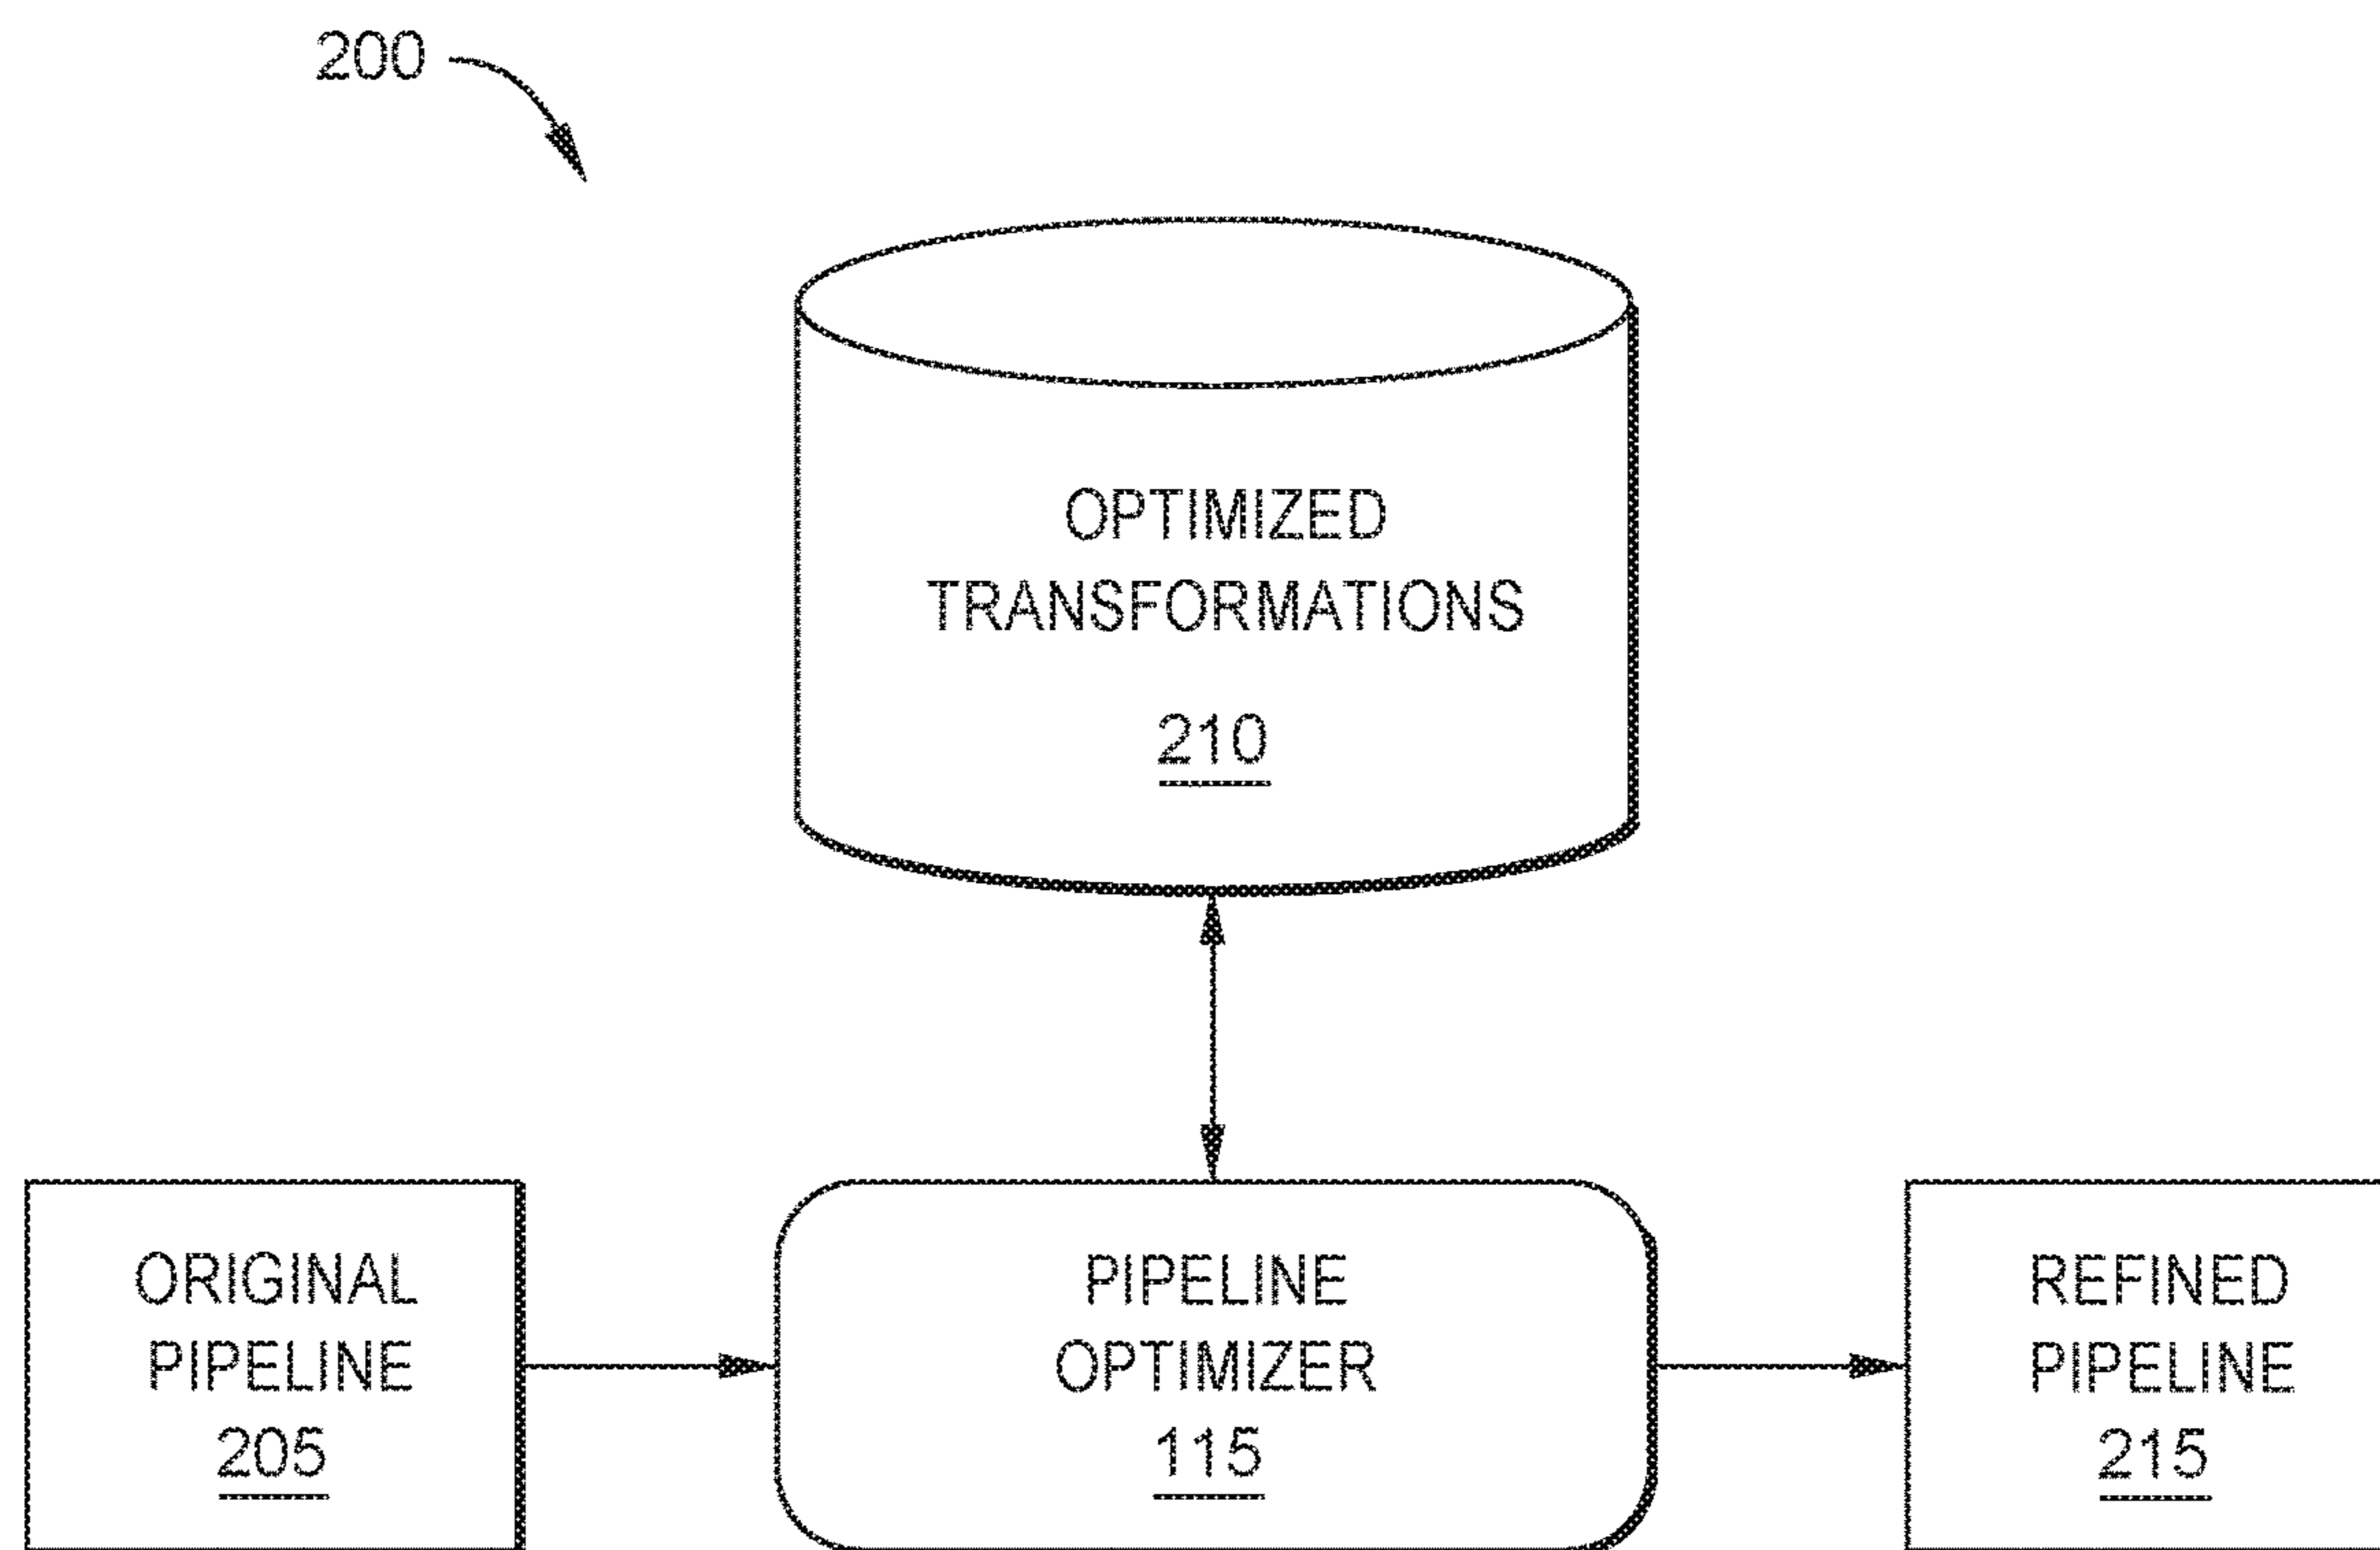 200
OPTIMIZED
TRANSFORMATIONS
210
ORIGINAL
PIPELINE
205
PIPELINE
OPTIMIZER
115
REFINED
PIPELINE
215